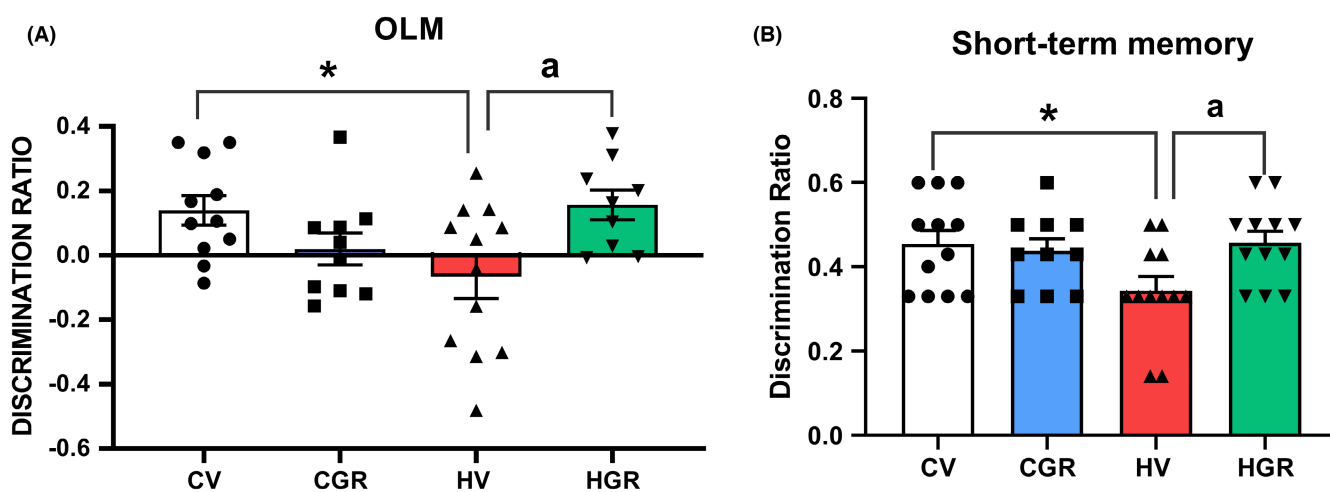 (A)
OLM
*
a
DISCRIMINATION RATIO
0.4
0.2
0.0
-0.2
-0.4
-0.6
CV CGR HV HGR
(B)
Short-term memory
*
a
Discrimination Ratio
0.8
0.6
0.4
0.2
0.0
CV CGR HV HGR